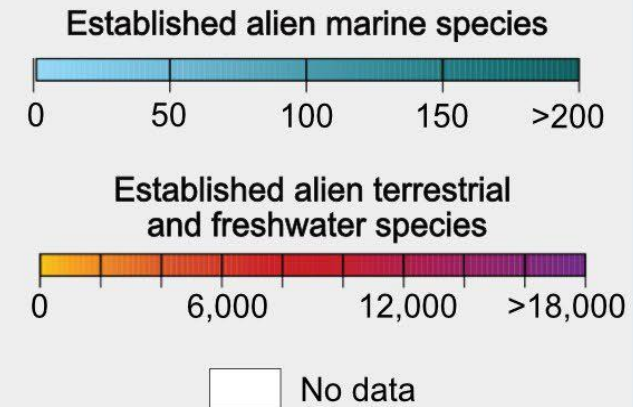 Established alien marine species
0 50 100 150 >200
Established alien terrestrial
and freshwater species
0 6,000 12,000 >18,000
No data